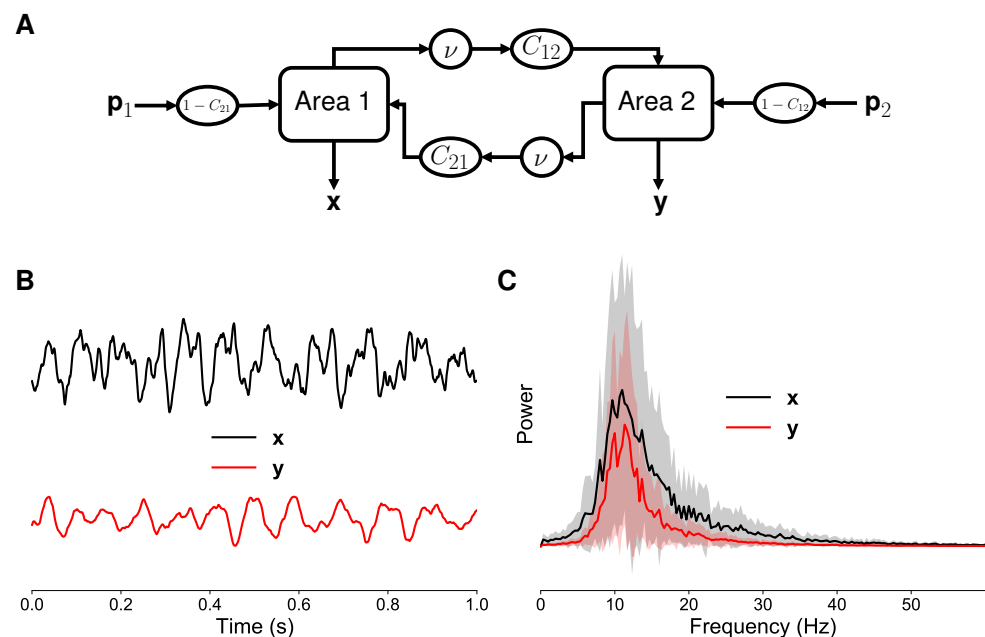 A
ν C₁₂
p₁ 1 − C₂₁ Area 1 Area 2 1 − C₁₂ p₂
C₂₁ ν
x y
B
x
y
0.0 0.2 0.4 0.6 0.8 1.0
Time (s)
C
Power
x
y
0 10 20 30 40 50
Frequency (Hz)